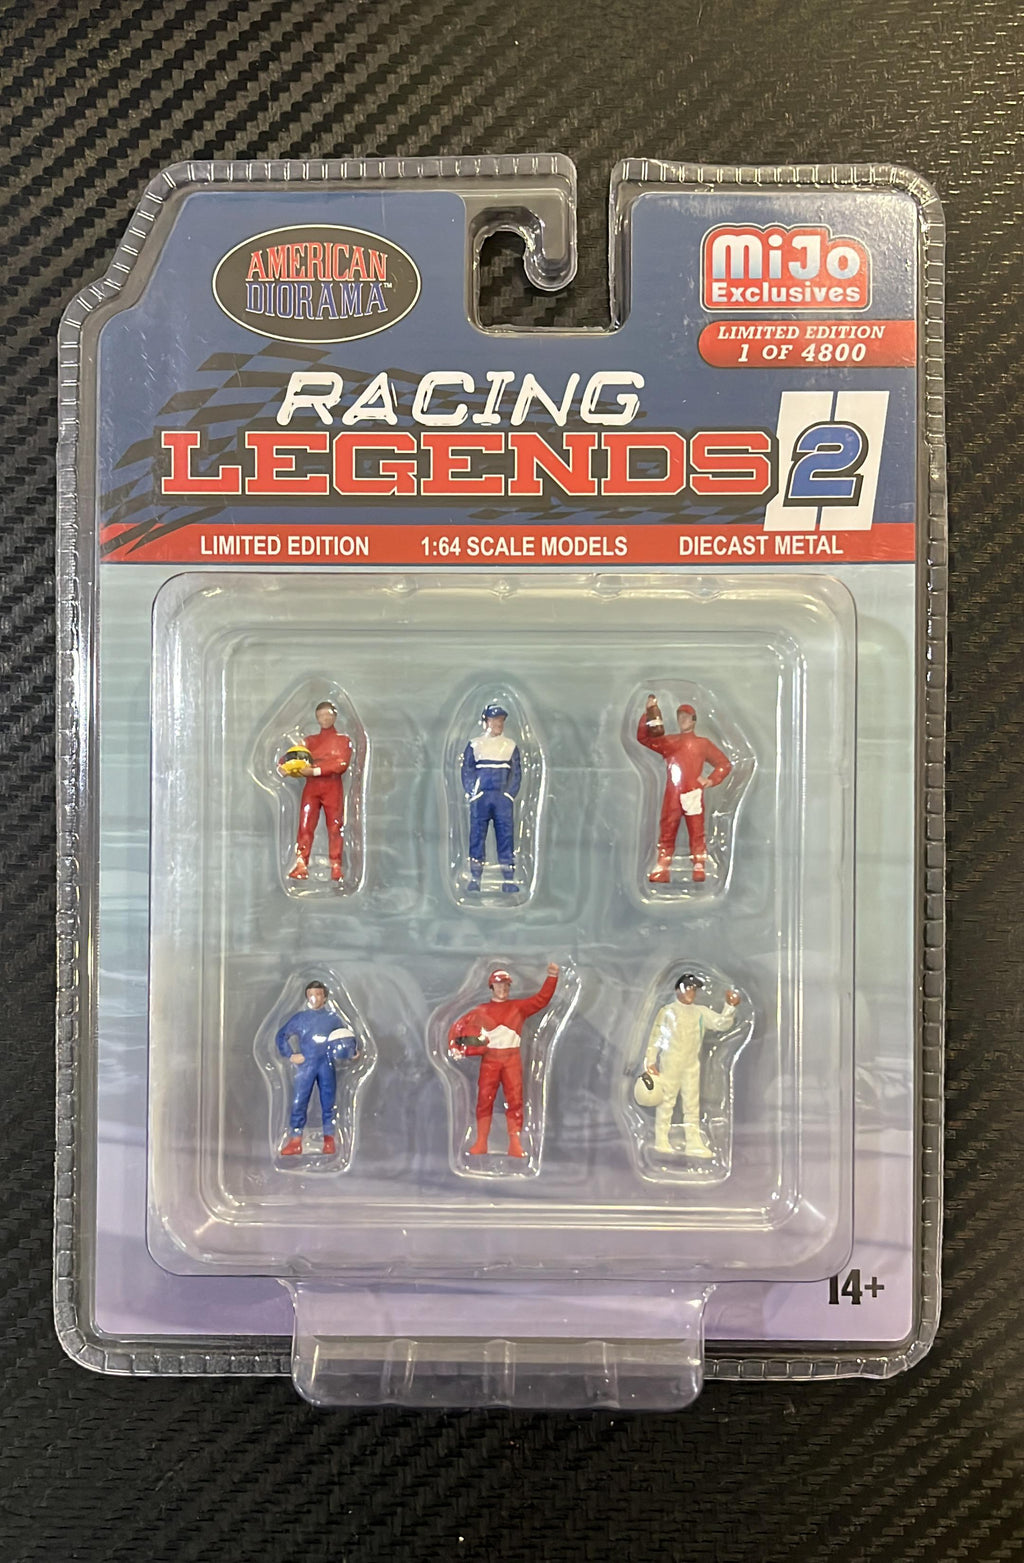 AMERICAN
DIORAMA™
MiJo
Exclusives
LIMITED EDITION
1 OF 4800
RACING
LEGENDS 2
LIMITED EDITION 1:64 SCALE MODELS DIECAST METAL
14+